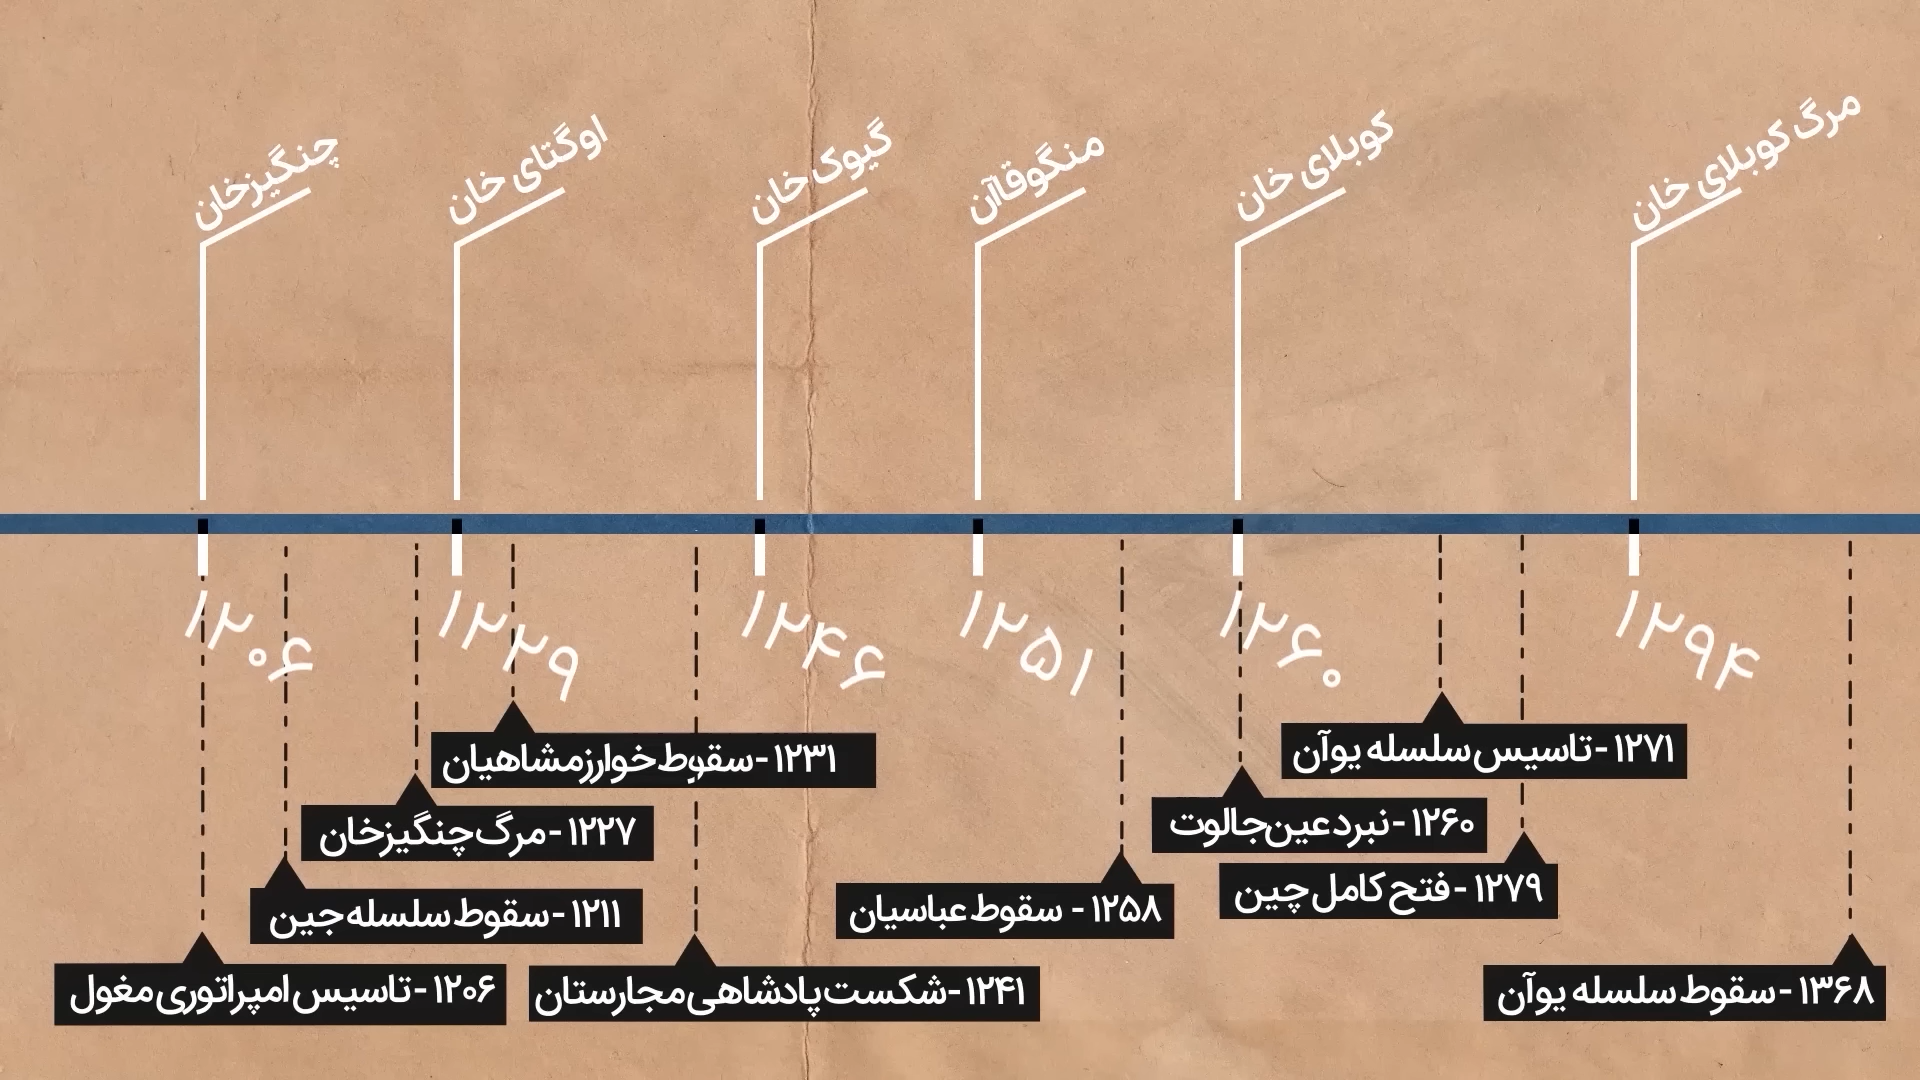 چنگیزخان
اوگتای خان
گیوک خان
منگوقاآن
کوبلای خان
مرگ کوبلای خان
۱۲۰۶
۱۲۲۹
۱۲۴۶
۱۲۵۱
۱۲۶۰
۱۲۹۴
۱۲۳۱ - سقوط خوارزمشاهیان
۱۲۷۱ - تاسیس سلسله یوآن
۱۲۲۷ - مرگ چنگیزخان
۱۲۶۰ - نبرد عین‌جالوت
۱۲۷۹ - فتح کامل چین
۱۲۱۱ - سقوط سلسله جین
۱۲۵۸ - سقوط عباسیان
۱۲۰۶ - تاسیس امپراتوری مغول
۱۲۴۱ - شکست پادشاهی مجارستان
۱۳۶۸ - سقوط سلسله یوآن